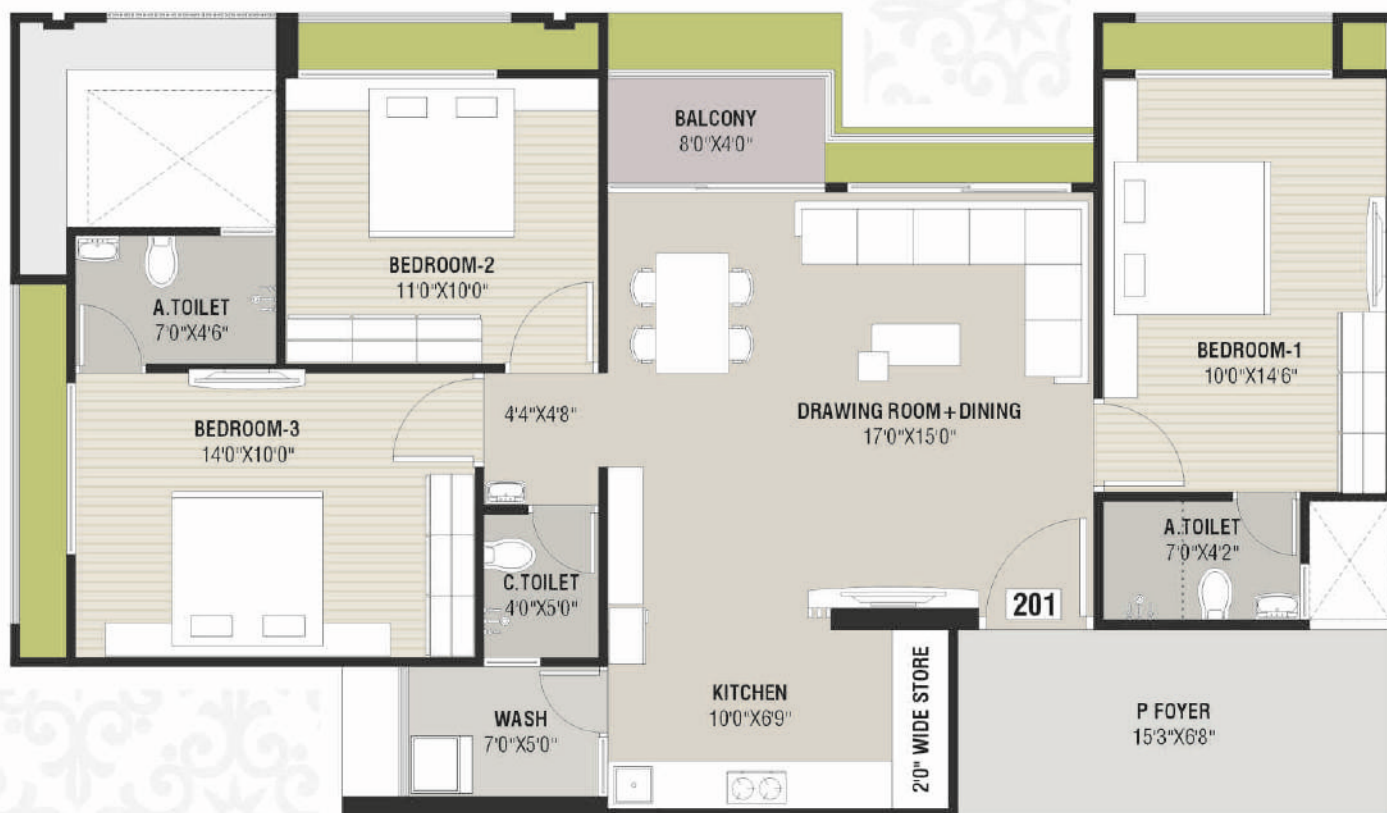 BALCONY
8'0"X4'0"
BEDROOM-2
11'0"X10'0"
A.TOILET
7'0"X4'6"
BEDROOM-1
10'0"X14'6"
4'4"X4'8"
DRAWING ROOM + DINING
17'0"X15'0"
BEDROOM-3
14'0"X10'0"
A.TOILET
7'0"X4'2"
C.TOILET
4'0"X5'0"
201
KITCHEN
10'0"X6'9"
2'0" WIDE STORE
WASH
7'0"X5'0"
P FOYER
15'3"X6'8"